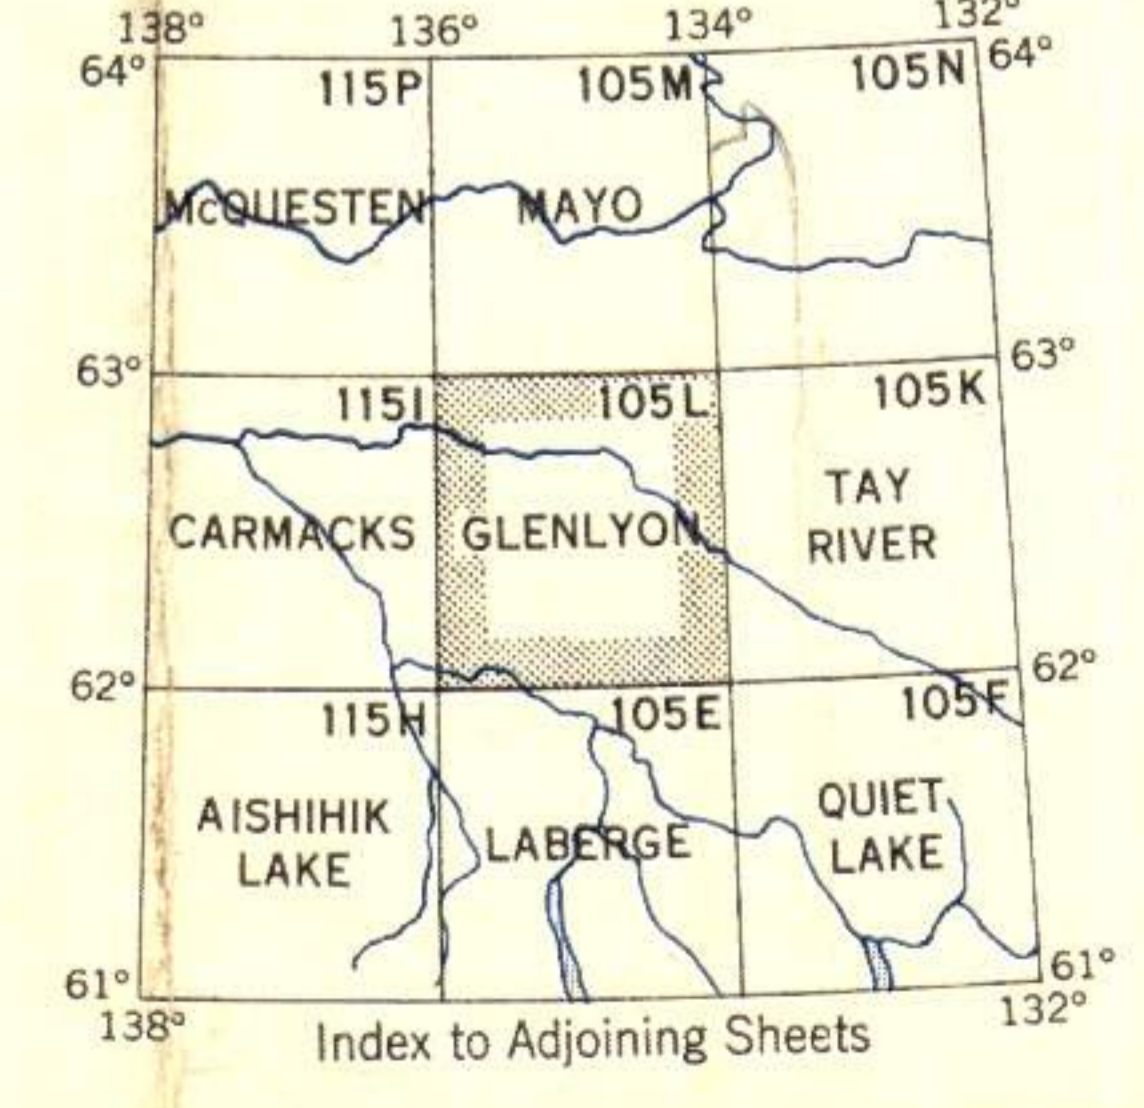 138° 136° 134° 132°
64° 115P 105M 105N 64°
McQUESTEN MAYO
63° 63°
115I 105L 105K
CARMACKS GLENLYON TAY
RIVER
62° 62°
115H 105E 105F
AISHIHIK
LAKE
LABERGE
QUIET
LAKE
61° 61°
138° 132°
Index to Adjoining Sheets